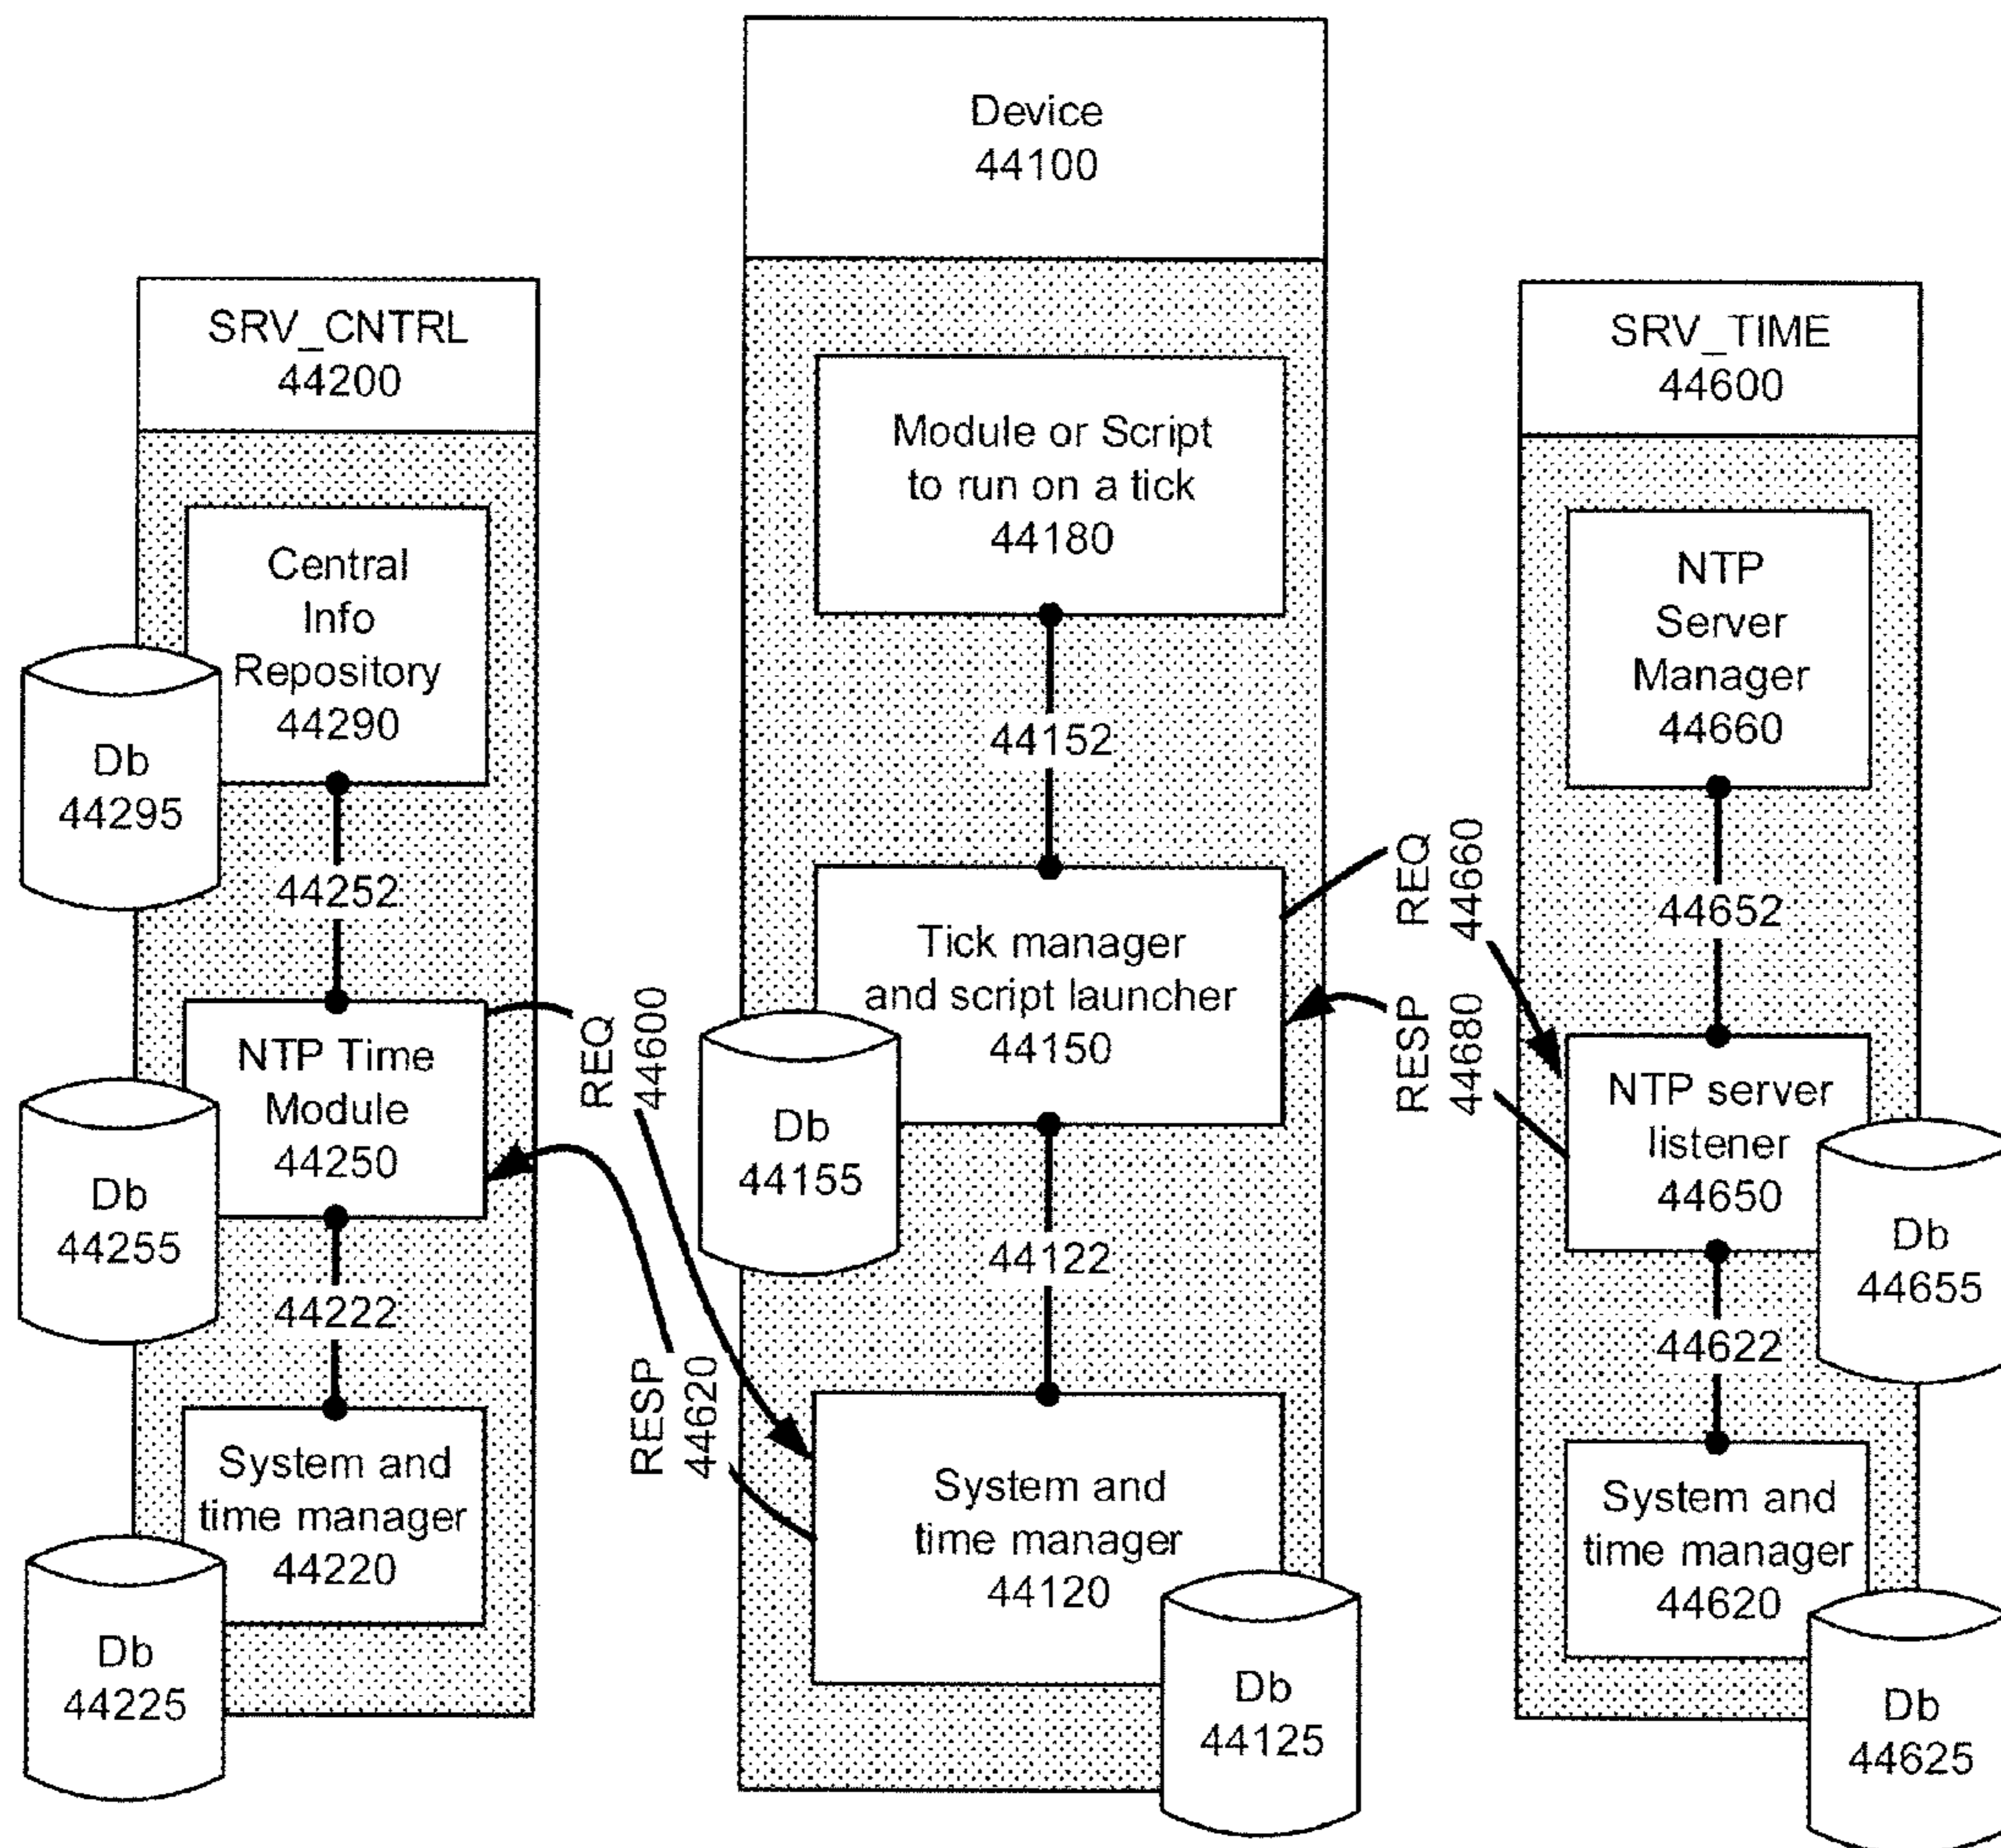 Device
44100
SRV_CNTRL
44200
SRV_TIME
44600
Module or Script
to run on a tick
44180
Central
Info
Repository
44290
NTP
Server
Manager
44660
Db
44295
44152
44252
44652
REQ
44660
Tick manager
and script launcher
44150
RESP
44680
REQ
44600
NTP Time
Module
44250
NTP server
listener
44650
Db
44155
Db
44255
Db
44655
44122
44222
44622
RESP
44620
System and
time manager
44220
System and
time manager
44120
System and
time manager
44620
Db
44225
Db
44125
Db
44625